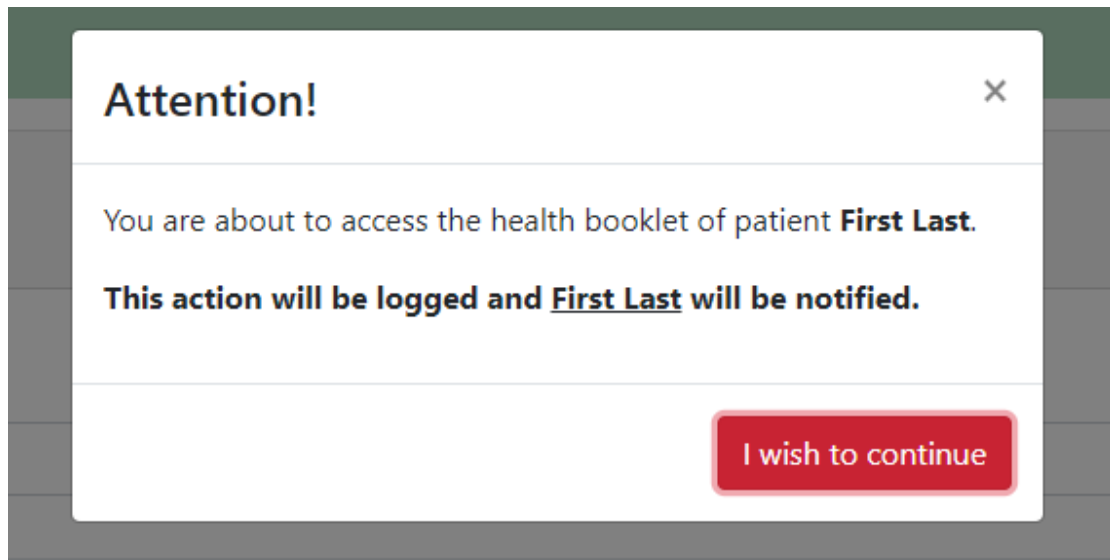 Attention!
×
You are about to access the health booklet of patient First Last.
This action will be logged and First Last will be notified.
I wish to continue